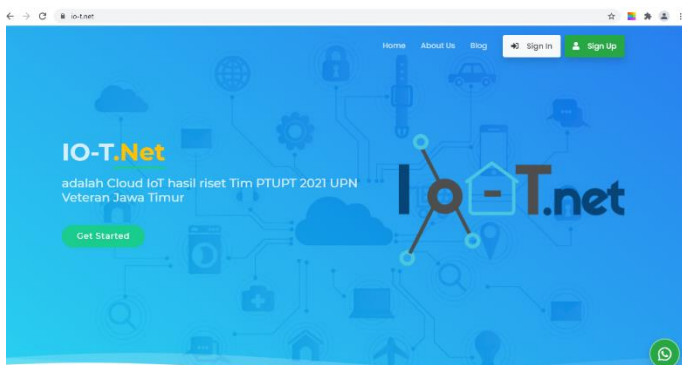 io-t.net
Home About Us Blog Sign In Sign Up
IO-T.Net
adalah Cloud IoT hasil riset Tim PTUPT 2021 UPN
Veteran Jawa Timur
Get Started
Io-T.net